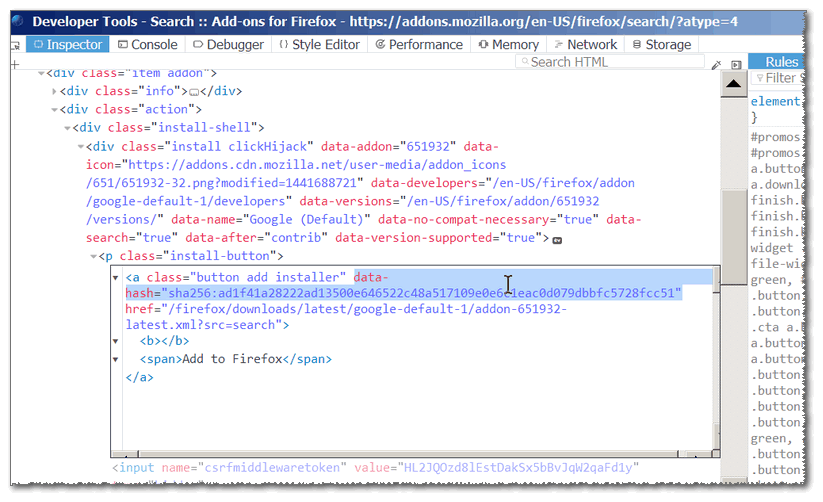 Developer Tools - Search :: Add-ons for Firefox - https://addons.mozilla.org/en-US/firefox/search/?atype=4
Inspector Console Debugger Style Editor Performance Memory Network Storage
Search HTML Rules
<div class="item addon">
<div class="info"></div>
<div class="action">
<div class="install-shell">
<div class="install clickHijack" data-addon="651932" data-
icon="https://addons.cdn.mozilla.net/user-media/addon_icons
/651/651932-32.png?modified=1441688721" data-developers="/en-US/firefox/addon
/google-default-1/developers" data-versions="/en-US/firefox/addon/651932
/versions/" data-name="Google (Default)" data-no-compat-necessary="true" data-
search="true" data-after="contrib" data-version-supported="true">
ev
<p class="install-button">
<a class="button add installer" data-
href="/firefox/downloads/latest/google-default-1/addon-651932-
latest.xml?src=search">
<b></b>
<span>Add to Firefox</span>
</a>
<input name="csrfmiddlewaretoken" value="HL2JQOzd8lEstDakSx5bBvJqW2qaFd1y"
Filter S
element
}
#promos
#promos
a.button
a.downl
finish.b
finish.b
finish.b
widget
file-wi
green,
.button
.button
.cta a.b
a.button
a.button
.button
.button
.button
.button
green,
.button
.button